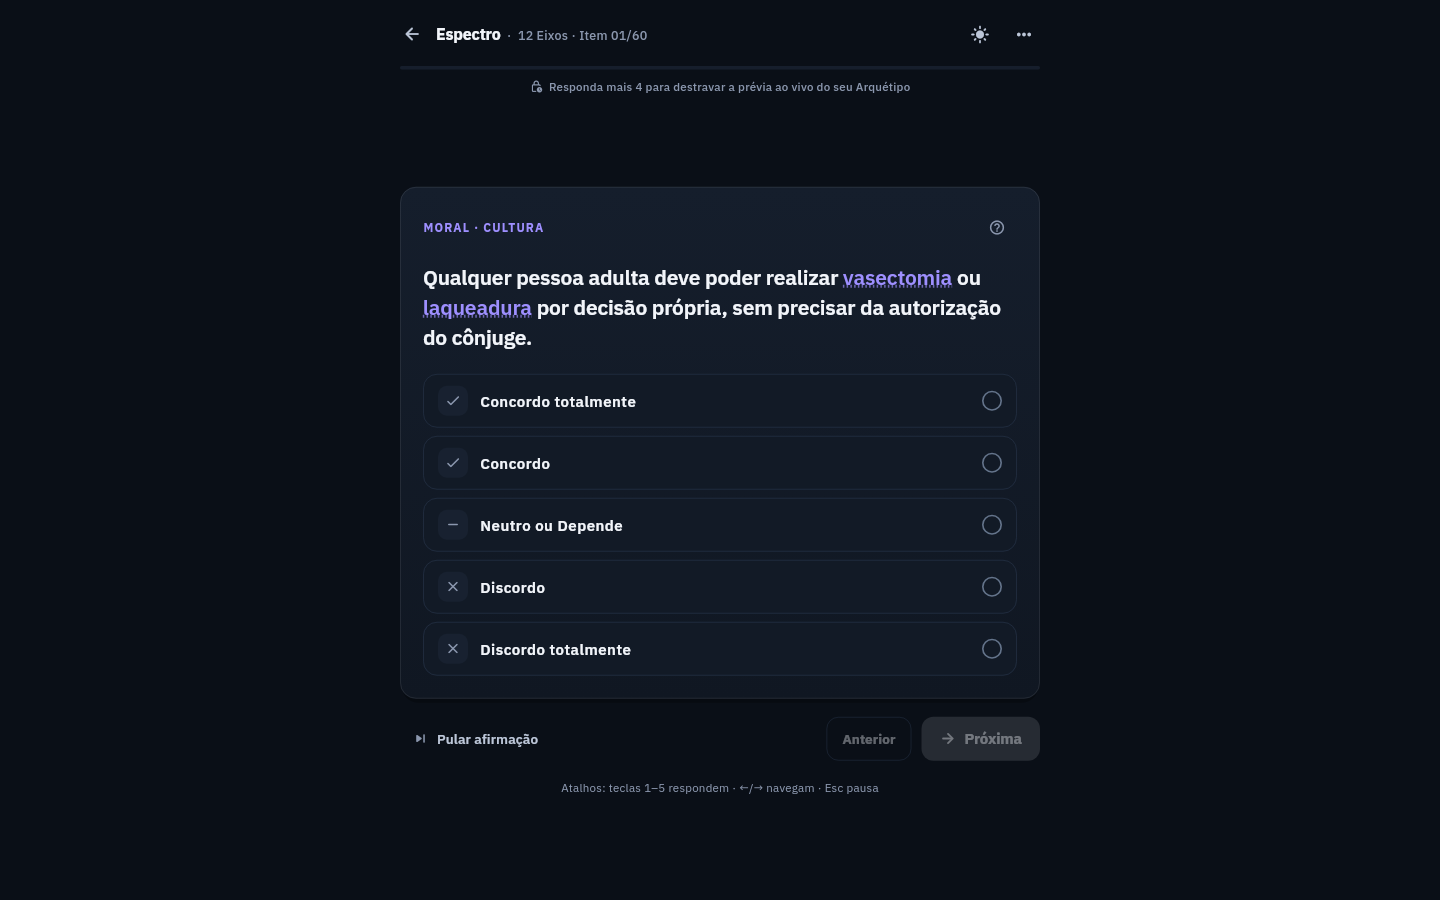 Espectro · 12 Eixos · Item 01/60
Responda mais 4 para destravar a prévia ao vivo do seu Arquétipo
MORAL · CULTURA
Qualquer pessoa adulta deve poder realizar vasectomia ou
laqueadura por decisão própria, sem precisar da autorização
do cônjuge.
Concordo totalmente
Concordo
Neutro ou Depende
Discordo
Discordo totalmente
Pular afirmação
Anterior
Próxima
Atalhos: teclas 1–5 respondem · ←/→ navegam · Esc pausa